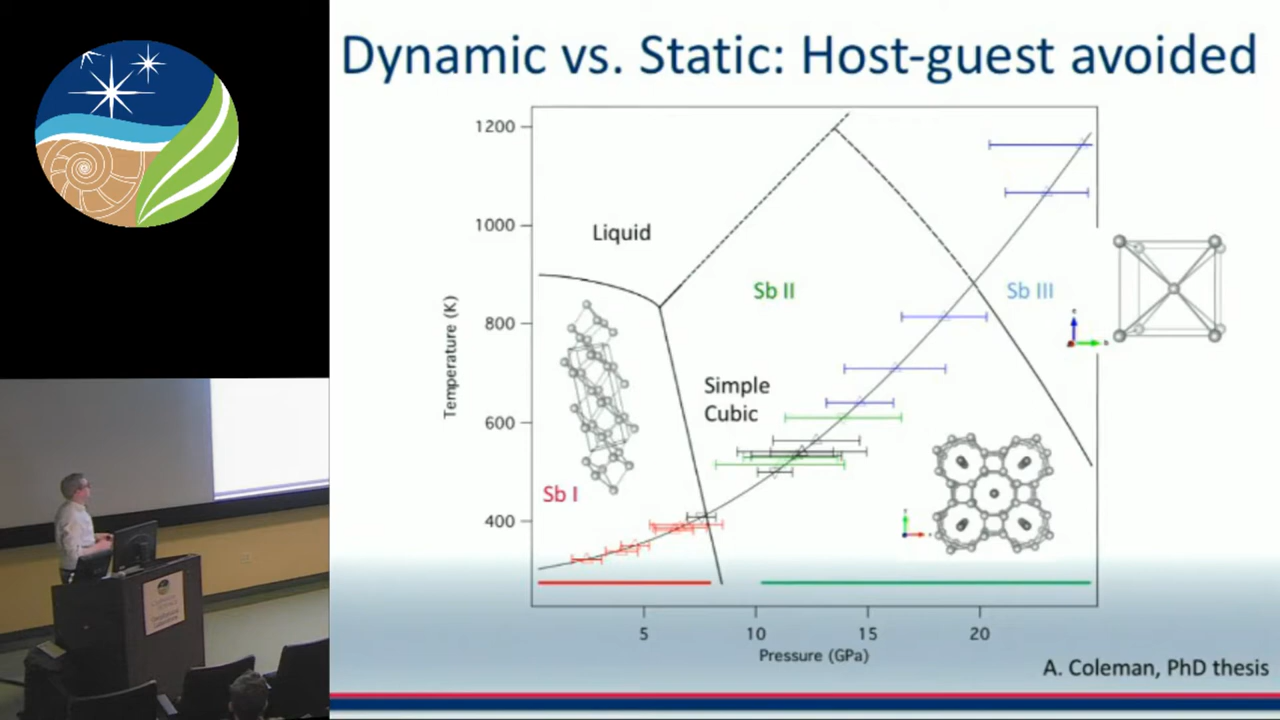 Dynamic vs. Static: Host-guest avoided
1200
1000
800
600
400
Temperature (K)
Liquid
Sb II
Sb III
Simple
Cubic
Sb I
c
b
5
10
15
20
Pressure (GPa)
A. Coleman, PhD thesis